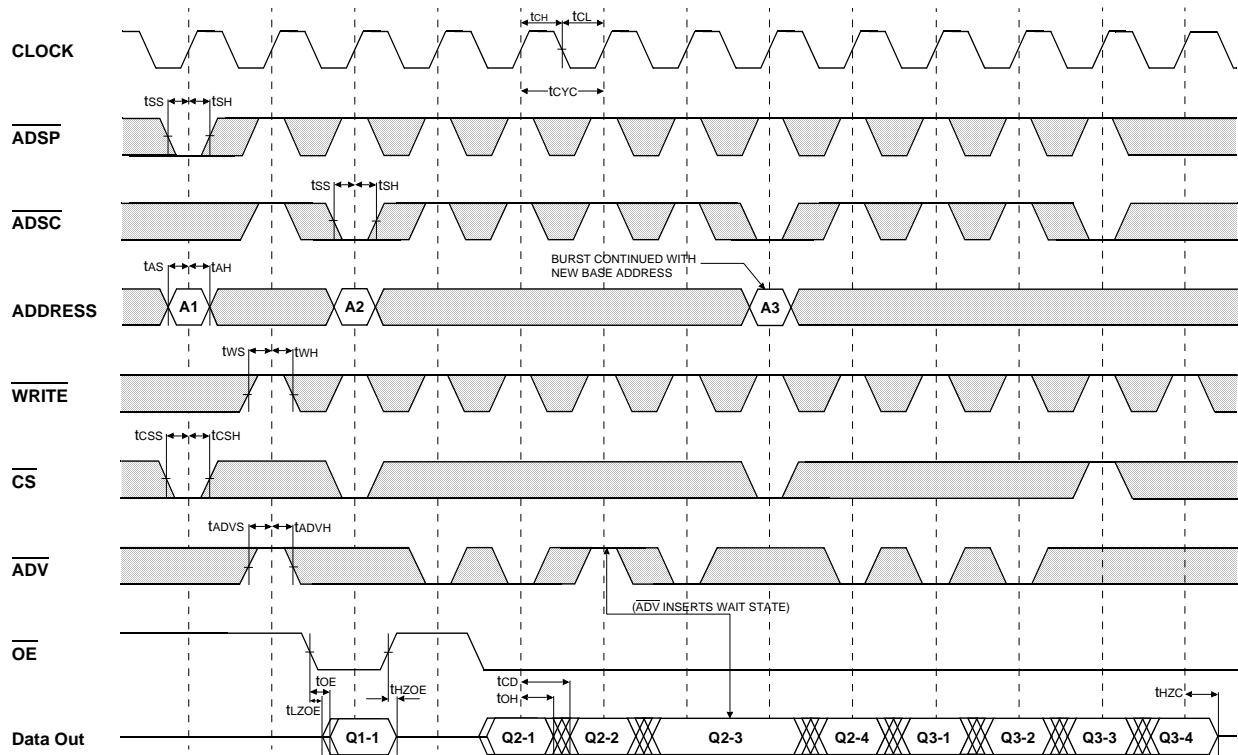 tCH tCL
CLOCK
tCYC
tSS tSH
ADSP
tSS tSH
ADSC
BURST CONTINUED WITH
NEW BASE ADDRESS
tAS tAH
ADDRESS A1 A2 A3
tWS tWH
WRITE
tCSS tCSH
CS
tADVS tADVH
ADV
(ADV INSERTS WAIT STATE)
OE
tOE tHZOE tCD tHZC
tLZOE tOH
Data Out Q1-1 Q2-1 Q2-2 Q2-3 Q2-4 Q3-1 Q3-2 Q3-3 Q3-4